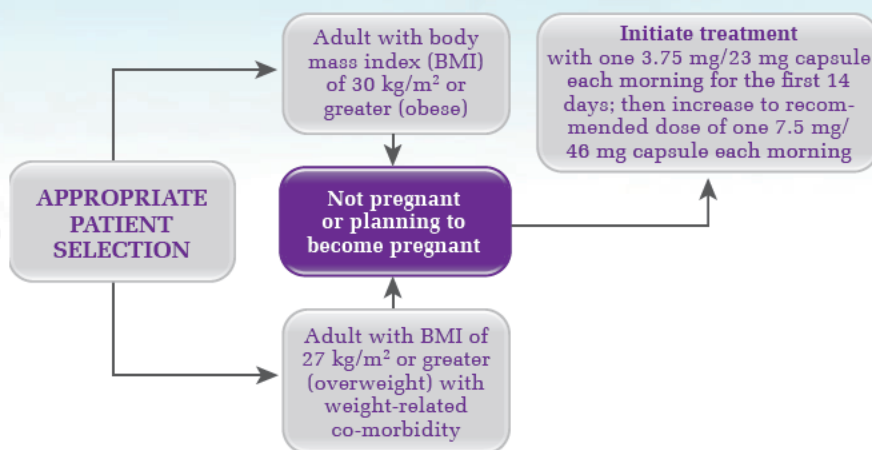 APPROPRIATE
PATIENT
SELECTION
Adult with body
mass index (BMI)
of 30 kg/m² or
greater (obese)
Not pregnant
or planning to
become pregnant
Adult with BMI of
27 kg/m² or greater
(overweight) with
weight-related
co-morbidity
Initiate treatment
with one 3.75 mg/23 mg capsule
each morning for the first 14
days; then increase to recom-
mended dose of one 7.5 mg/
46 mg capsule each morning